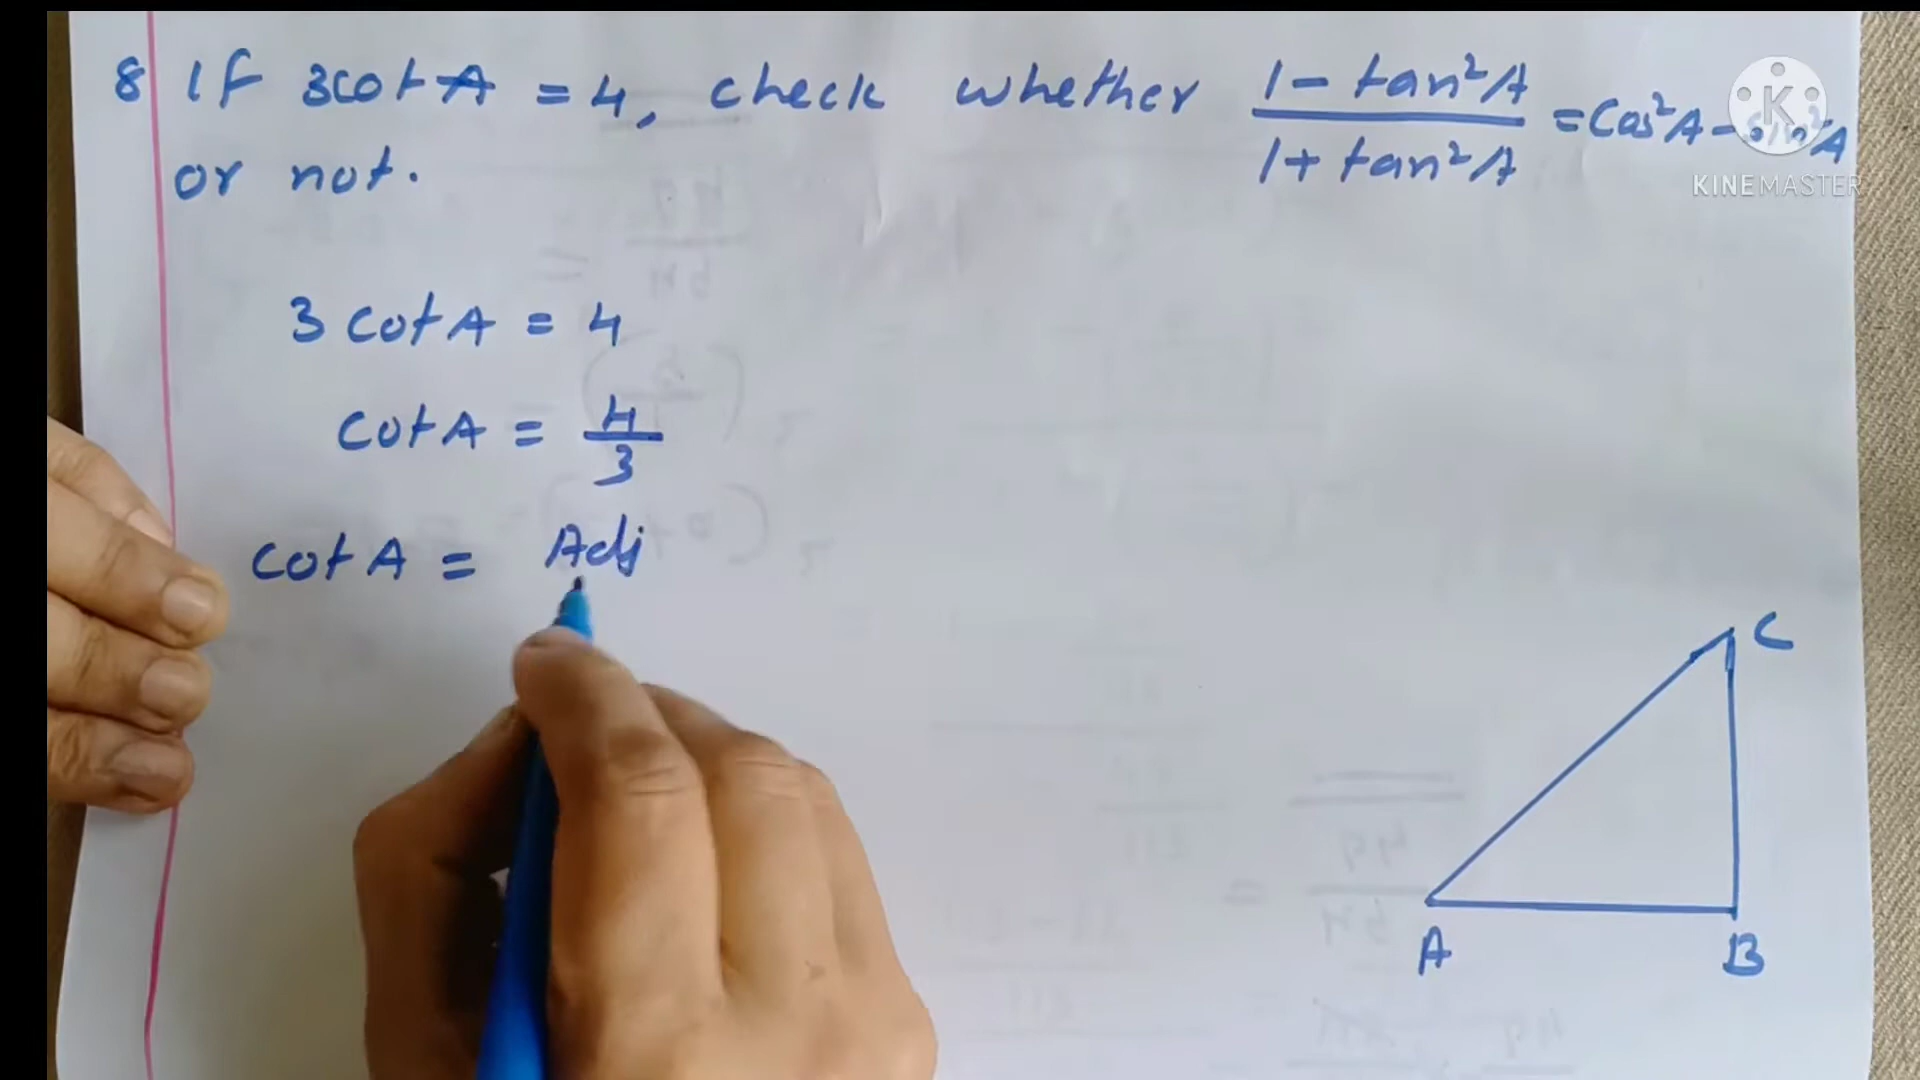 8 If 3cot A = 4, check whether (1 - tan²A)/(1 + tan²A) = Cos²A - sin²A
or not.
KINEMASTER
3 cot A = 4
cot A = 4/3
cot A = Adj
C
A B